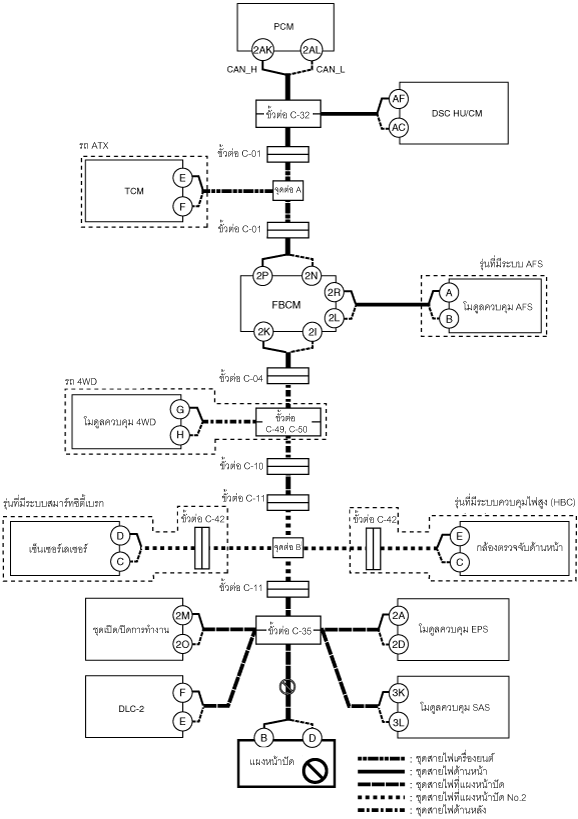 PCM
2AK 2AL
CAN_H CAN_L
ขั้วต่อ C-32
AF
AC
DSC HU/CM
ขั้วต่อ C-01
รถ ATX
TCM
E
F
จุดต่อ A
ขั้วต่อ C-01
2P 2N
FBCM
2R
2L
2K 2I
รุ่นที่มีระบบ AFS
A
B
โมดูลควบคุม AFS
ขั้วต่อ C-04
รถ 4WD
โมดูลควบคุม 4WD
G
H
ขั้วต่อ
C-49, C-50
ขั้วต่อ C-10
ขั้วต่อ C-11
รุ่นที่มีระบบสมาร์ทซิตี้เบรก
ขั้วต่อ C-42
เซ็นเซอร์เลเซอร์
D
C
จุดต่อ B
รุ่นที่มีระบบควบคุมไฟสูง (HBC)
ขั้วต่อ C-42
E
C
กล้องตรวจจับด้านหน้า
ขั้วต่อ C-11
ชุดเปิด/ปิดการทำงาน
2M
2O
ขั้วต่อ C-35
2A
2D
โมดูลควบคุม EPS
DLC-2
F
E
3K
3L
โมดูลควบคุม SAS
B D
แผงหน้าปัด
: ชุดสายไฟเครื่องยนต์
: ชุดสายไฟด้านหน้า
: ชุดสายไฟที่แผงหน้าปัด
: ชุดสายไฟที่แผงหน้าปัด No.2
: ชุดสายไฟด้านหลัง